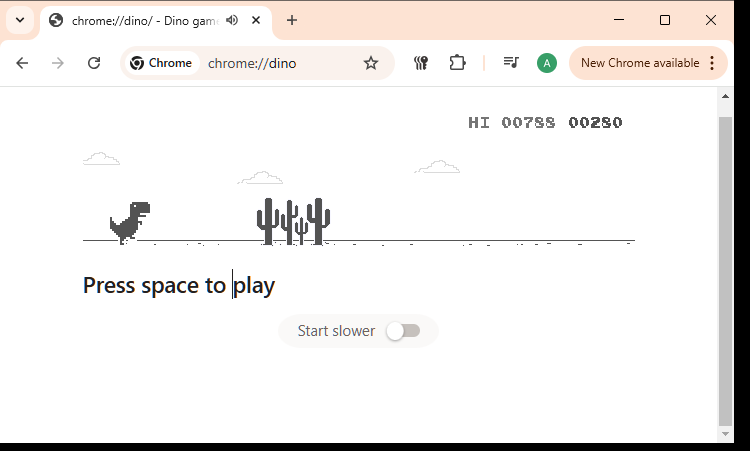 chrome://dino/ - Dino gam
Chrome
chrome://dino
A
New Chrome available
HI 00788 00280
Press space to play
Start slower